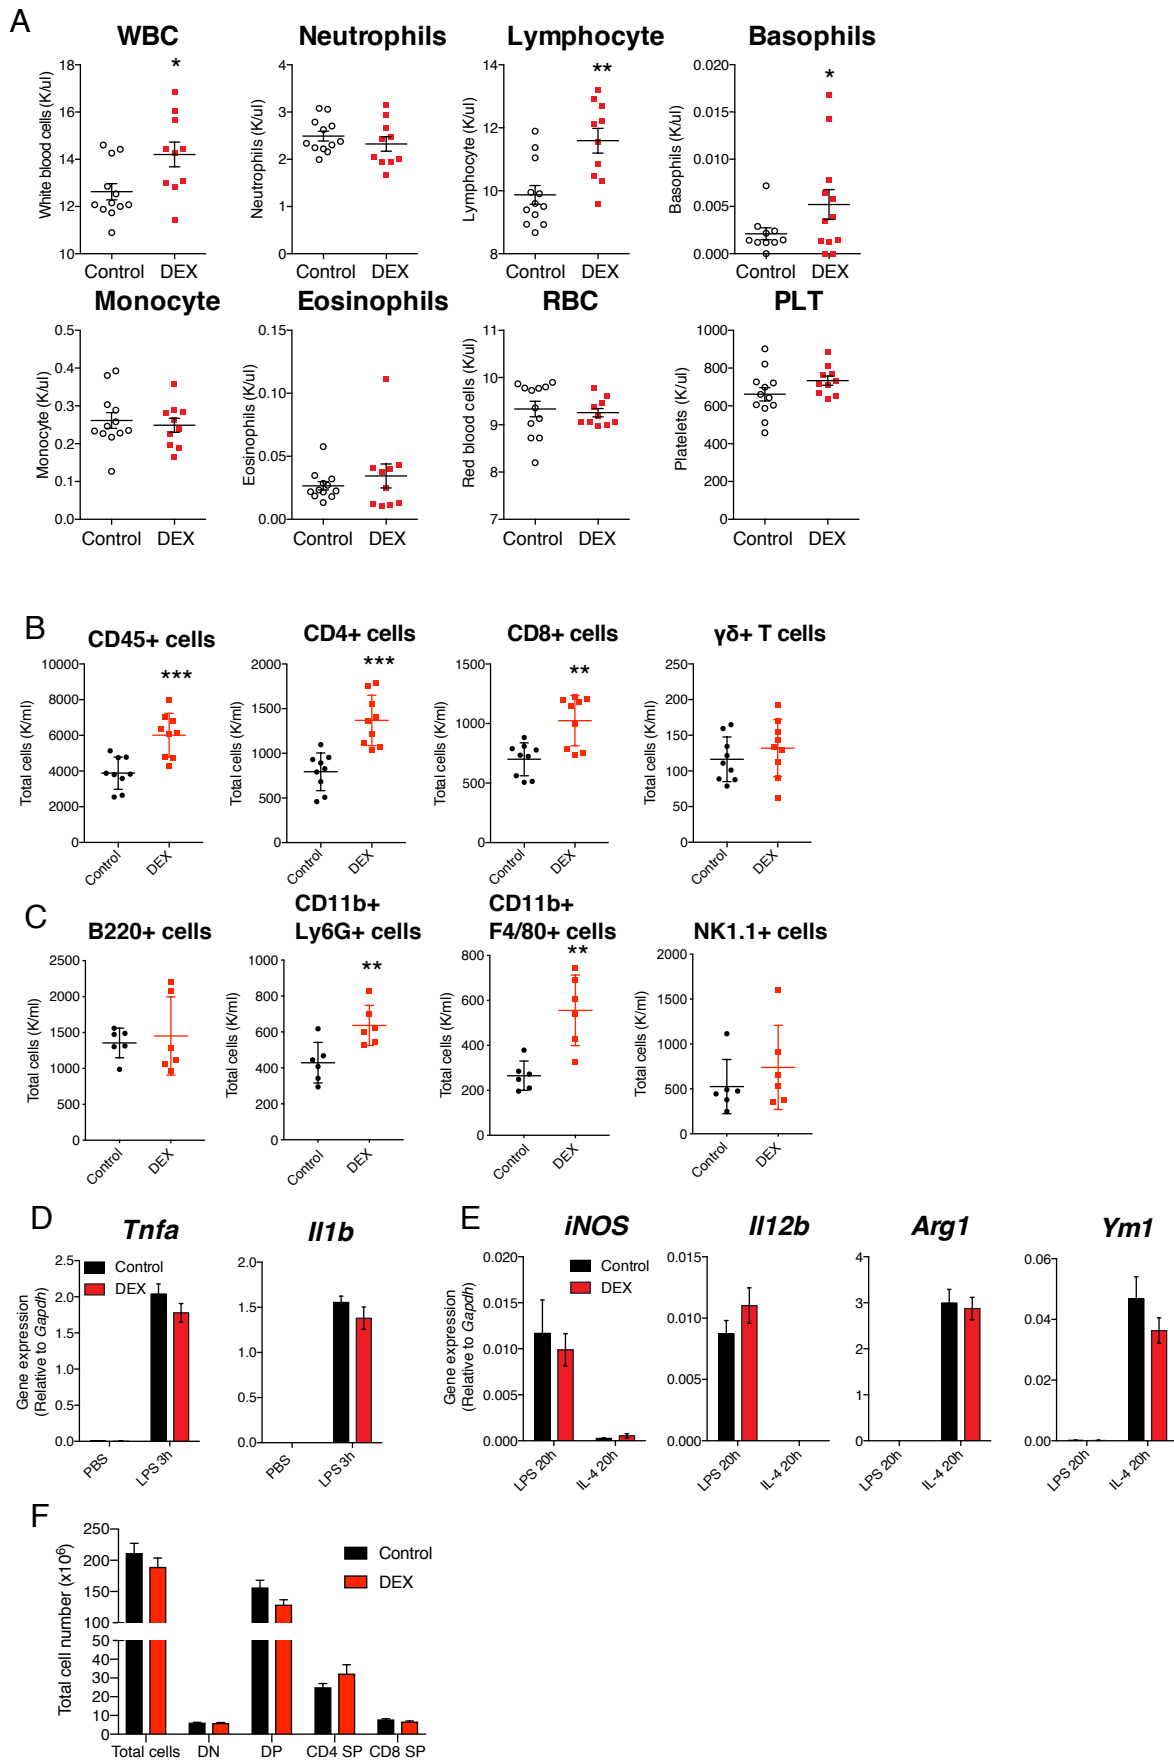 A
WBC Neutrophils Lymphocyte Basophils
* ** *
White blood cells (K/ul)
18
16
14
12
10
Control DEX
Neutrophils (K/ul)
4
3
2
1
0
Control DEX
Lymphocyte (K/ul)
14
12
10
8
Control DEX
Basophils (K/ul)
0.020
0.015
0.010
0.005
0.000
Control DEX
Monocyte Eosinophils RBC PLT
Monocyte (K/ul)
0.5
0.4
0.3
0.2
0.1
0.0
Control DEX
Eosinophils (K/ul)
0.15
0.10
0.05
0.00
Control DEX
Red blood cells (K/ul)
11
10
9
8
7
Control DEX
Platelets (K/ul)
1000
800
600
400
200
0
Control DEX
B
CD45+ cells CD4+ cells CD8+ cells γδ+ T cells
*** *** **
Total cells (K/ml)
10000
8000
6000
4000
2000
0
Control DEX
Total cells (K/ml)
2000
1500
1000
500
0
Control DEX
Total cells (K/ml)
1500
1000
500
0
Control DEX
Total cells (K/ml)
250
200
150
100
50
0
Control DEX
C
B220+ cells
CD11b+
Ly6G+ cells
CD11b+
F4/80+ cells
NK1.1+ cells
** **
Total cells (K/ml)
2500
2000
1500
1000
500
0
Control DEX
Total cells (K/ml)
1000
800
600
400
200
0
Control DEX
Total cells (K/ml)
800
600
400
200
0
Control DEX
Total cells (K/ml)
2000
1500
1000
500
0
Control DEX
D
Tnfa Il1b
Gene expression
(Relative to Gapdh)
2.5
2.0
1.5
1.0
0.5
0.0
Control
DEX
PBS LPS 3h
2.0
1.5
1.0
0.5
0.0
PBS LPS 3h
E
iNOS Il12b Arg1 Ym1
Gene expression
(Relative to Gapdh)
0.020
0.015
0.010
0.005
0.000
Control
DEX
LPS 20h IL-4 20h
0.015
0.010
0.005
0.000
LPS 20h IL-4 20h
4
3
2
1
0
LPS 20h IL-4 20h
0.06
0.04
0.02
0.00
LPS 20h IL-4 20h
F
Total cell number (x10⁶)
250
200
150
100
50
40
30
20
10
0
Control
DEX
Total cells DN DP CD4 SP CD8 SP